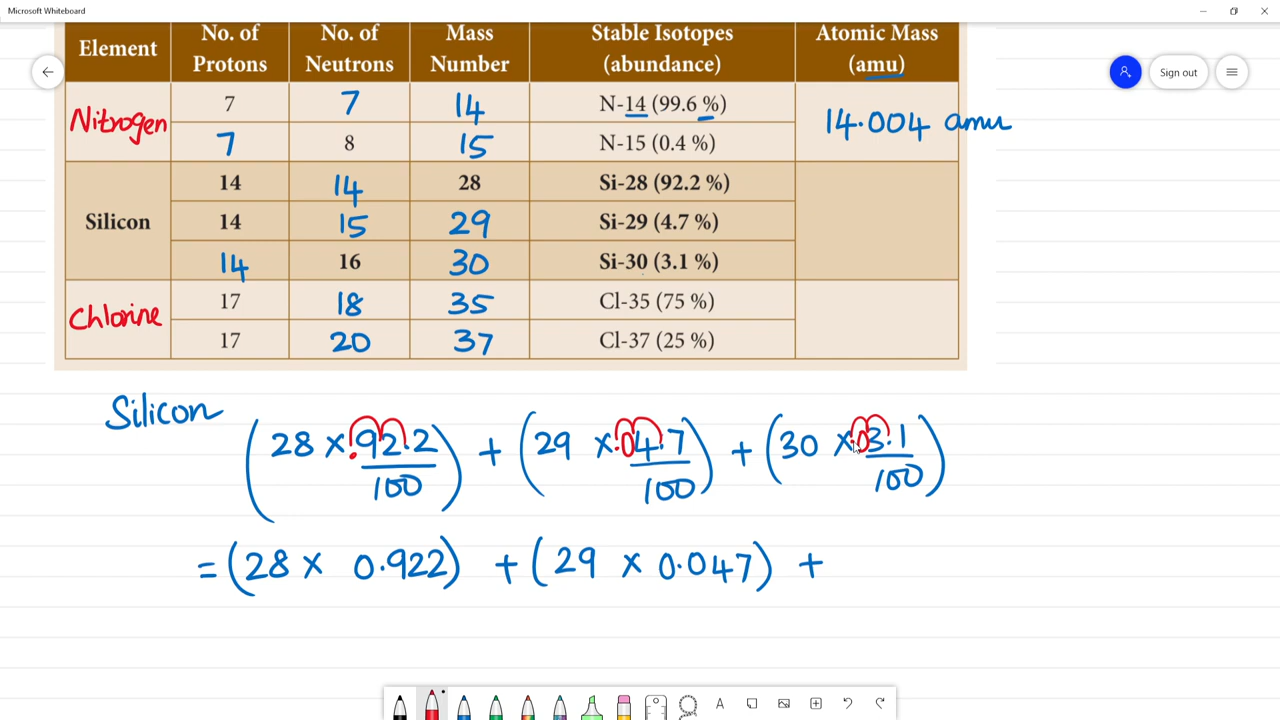 Microsoft Whiteboard
Sign out
Element No. of Protons No. of Neutrons Mass Number Stable Isotopes (abundance) Atomic Mass (amu)
Nitrogen 7 7 14 N-14 (99.6 %) 14.004 amu
7 8 15 N-15 (0.4 %)
Silicon 14 14 28 Si-28 (92.2 %)
14 15 29 Si-29 (4.7 %)
14 16 30 Si-30 (3.1 %)
Chlorine 17 18 35 Cl-35 (75 %)
17 20 37 Cl-37 (25 %)
Silicon
(28 × .92.2/100) + (29 × .04.7/100) + (30 × .03.1/100)
= (28 × 0.922) + (29 × 0.047) +
A